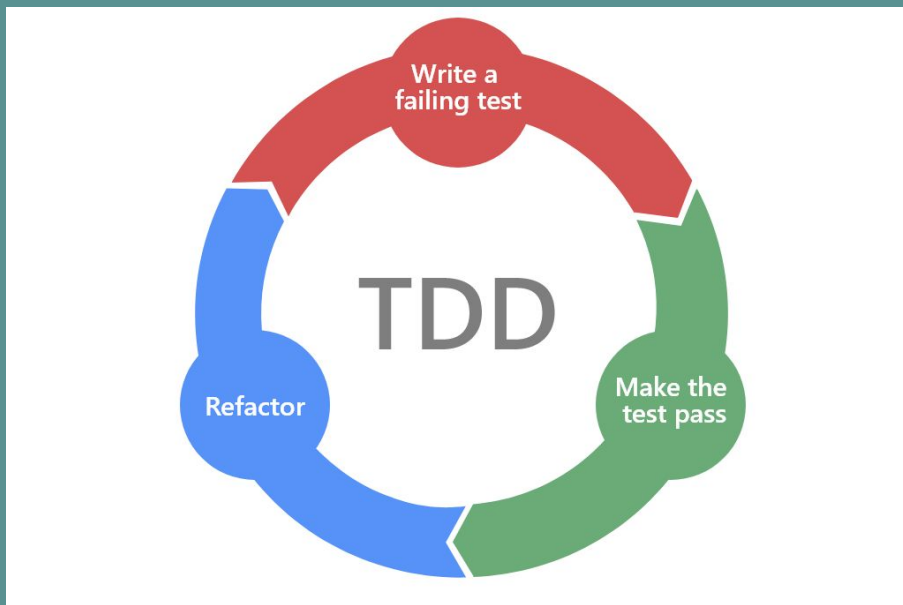 Write a
failing test
TDD
Make the
test pass
Refactor